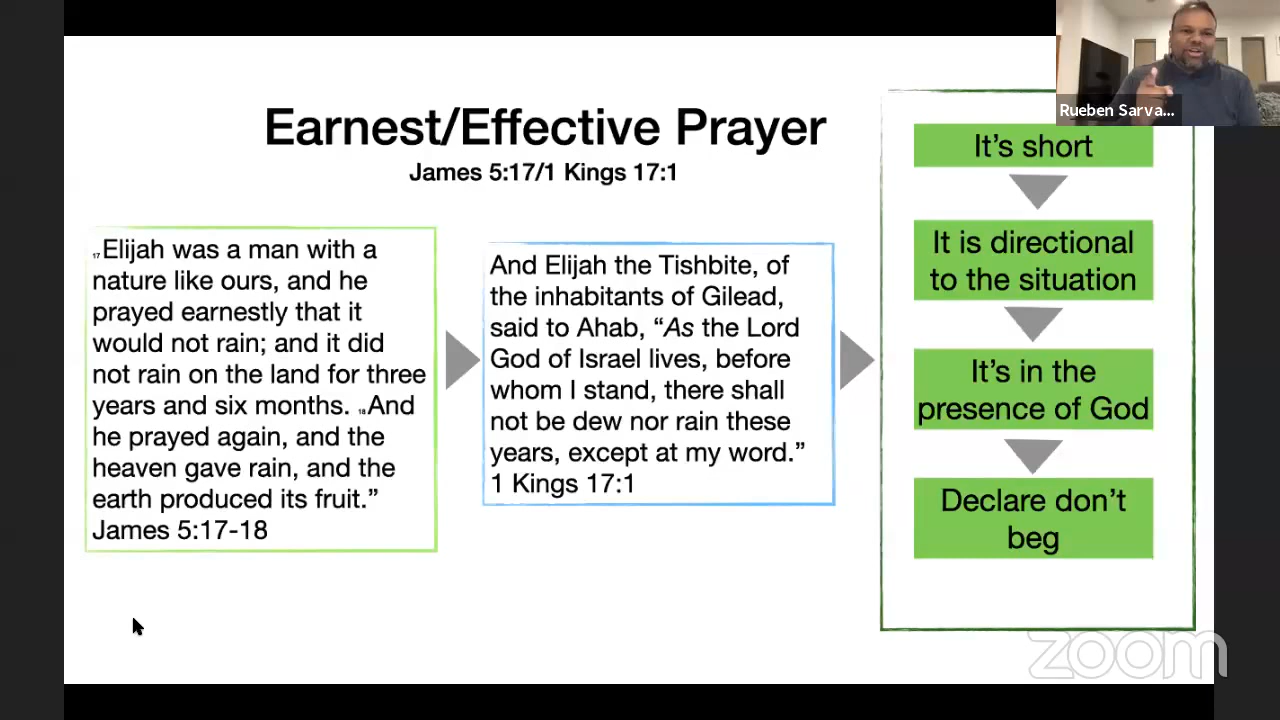 Rueben Sarva...
Earnest/Effective Prayer
James 5:17/1 Kings 17:1
17Elijah was a man with a
nature like ours, and he
prayed earnestly that it
would not rain; and it did
not rain on the land for three
years and six months. 18And
he prayed again, and the
heaven gave rain, and the
earth produced its fruit.”
James 5:17-18
And Elijah the Tishbite, of
the inhabitants of Gilead,
said to Ahab, “As the Lord
God of Israel lives, before
whom I stand, there shall
not be dew nor rain these
years, except at my word.”
1 Kings 17:1
It’s short
It is directional
to the situation
It’s in the
presence of God
Declare don’t
beg
zoom